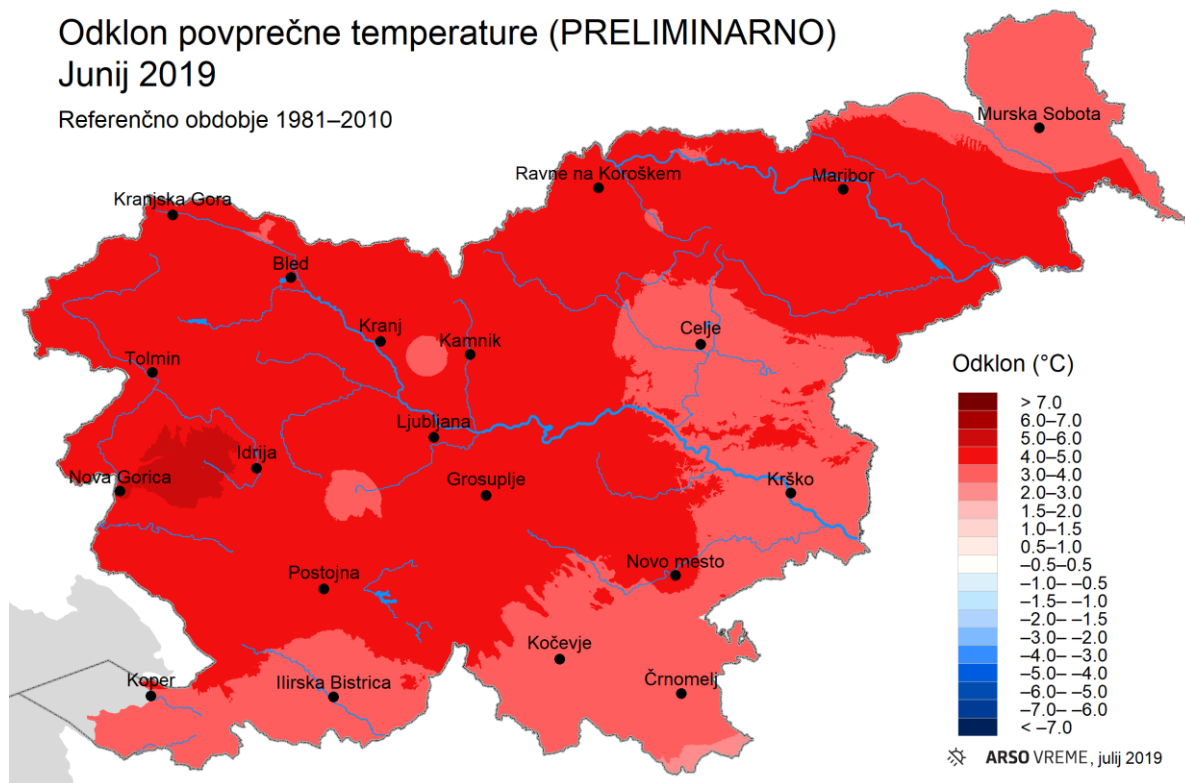 Odklon povprečne temperature (PRELIMINARNO)
Junij 2019
Referenčno obdobje 1981–2010
Murska Sobota
Ravne na Koroškem
Maribor
Kranjska Gora
Bled
Kranj
Kamnik
Celje
Tolmin
Ljubljana
Idrija
Nova Gorica
Grosuplje
Krško
Postojna
Novo mesto
Kočevje
Koper
Ilirska Bistrica
Črnomelj
Odklon (°C)
> 7.0
6.0–7.0
5.0–6.0
4.0–5.0
3.0–4.0
2.0–3.0
1.5–2.0
1.0–1.5
0.5–1.0
–0.5–0.5
–1.0– –0.5
–1.5– –1.0
–2.0– –1.5
–3.0– –2.0
–4.0– –3.0
–5.0– –4.0
–6.0– –5.0
–7.0– –6.0
< –7.0
ARSO VREME, julij 2019